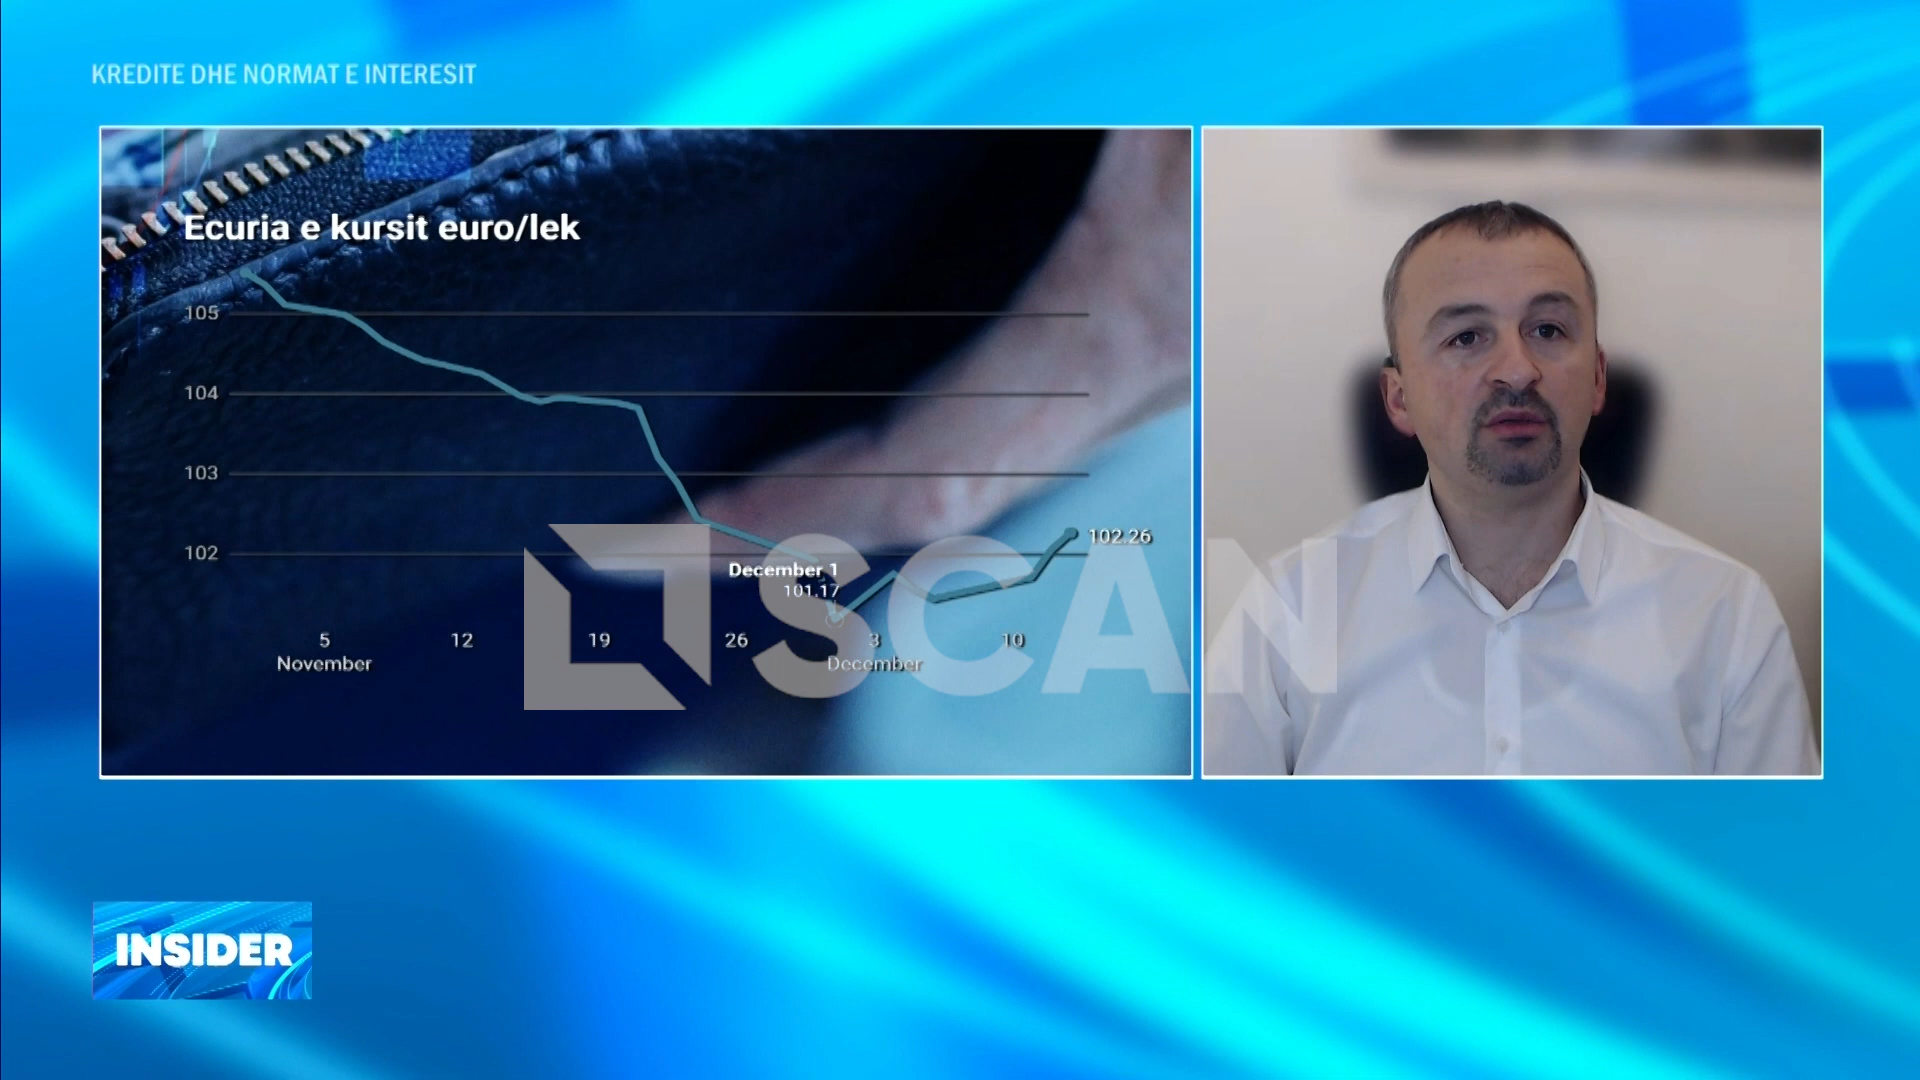 KREDITE DHE NORMAT E INTERESIT
Ecuria e kursit euro/lek
105
104
103
102
102.26
December 1
101.17
5
12
19
26
3
10
November
December
SCAN
INSIDER